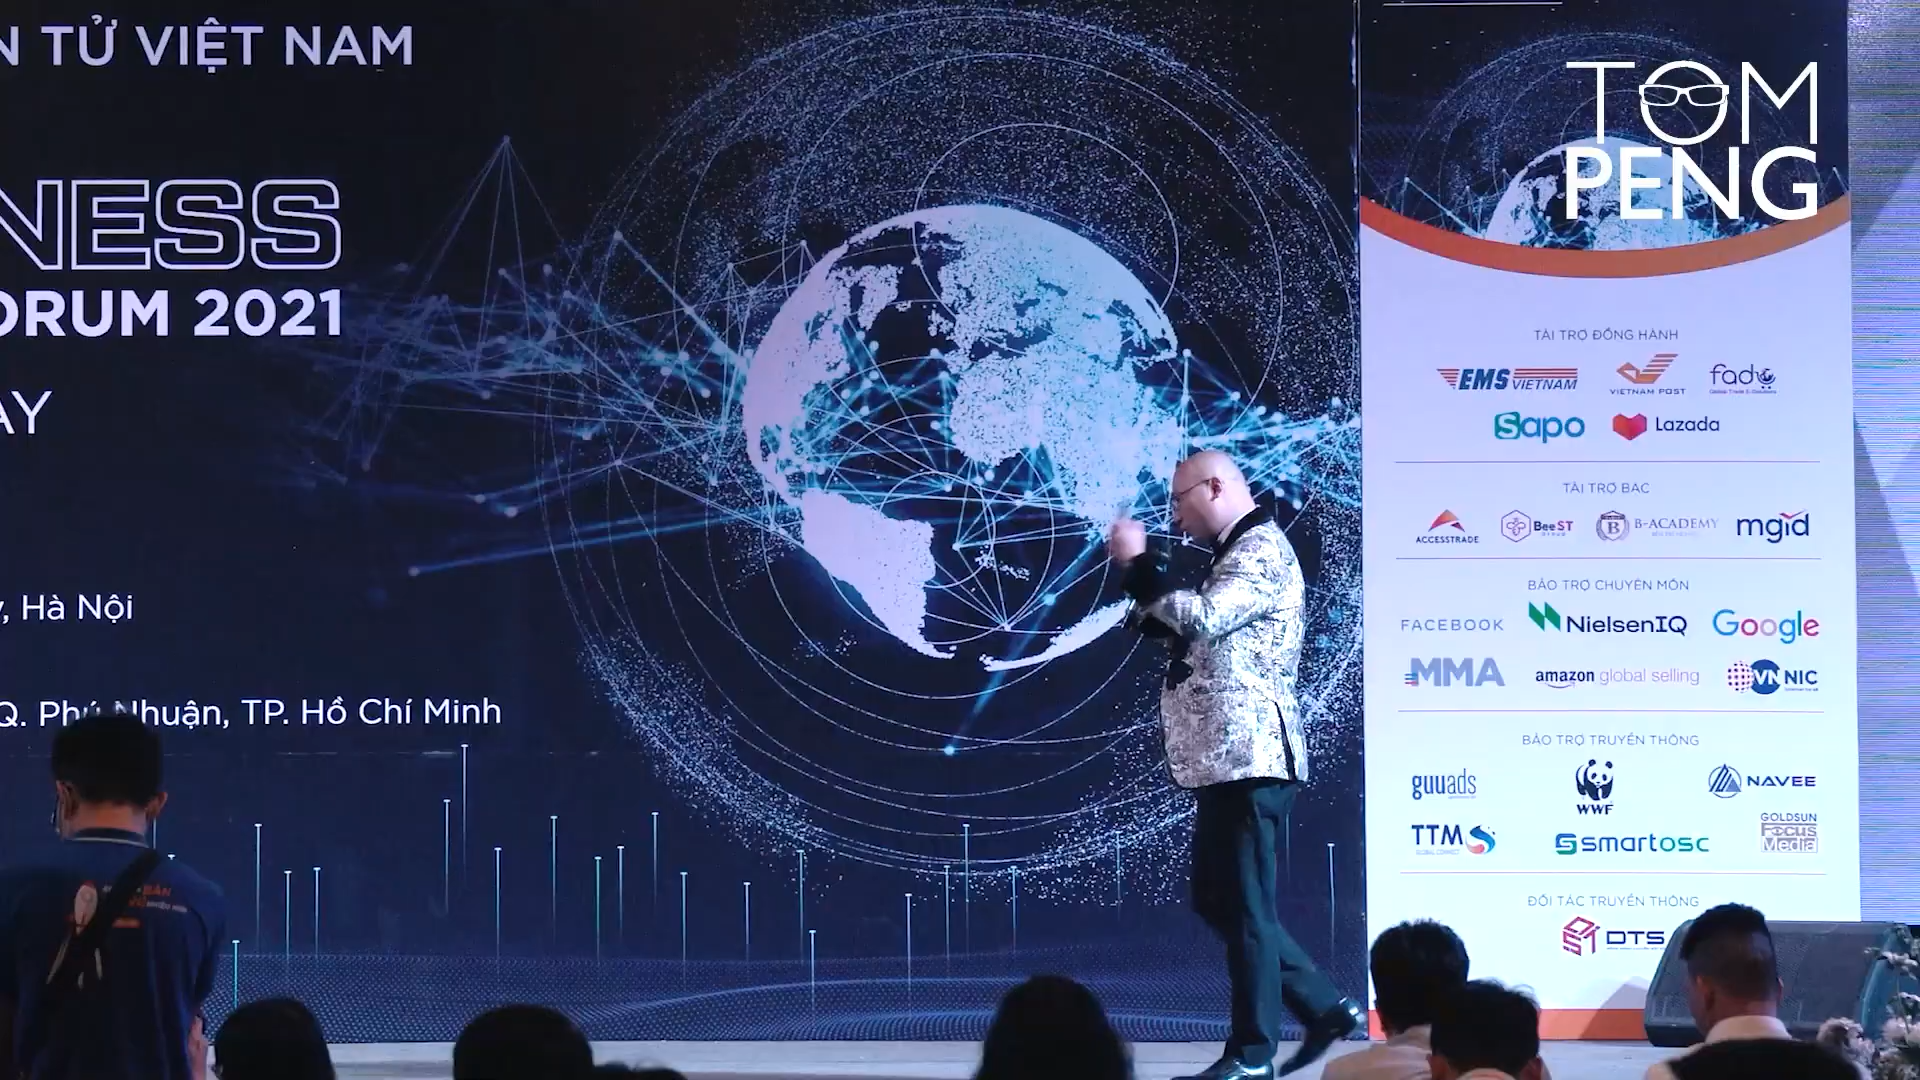 N TỬ VIỆT NAM
NESS
ORUM 2021
AY
, Hà Nội
Q. Phú Nhuận, TP. Hồ Chí Minh
TOM
PENG
TÀI TRỢ ĐỒNG HÀNH
EMS VIETNAM
VIETNAM POST
fado
Sapo
Lazada
TÀI TRỢ BẠC
ACCESSTRADE
BeeST
B-ACADEMY
mgid
BẢO TRỢ CHUYÊN MÔN
FACEBOOK
NielsenIQ
Google
MMA
amazon global selling
VNNIC
BẢO TRỢ TRUYỀN THÔNG
guuads
WWF
NAVEE
TTM
GLOBAL CONNECT
smartosc
GOLDSUN
Focus
Media
ĐỐI TÁC TRUYỀN THÔNG
DTS